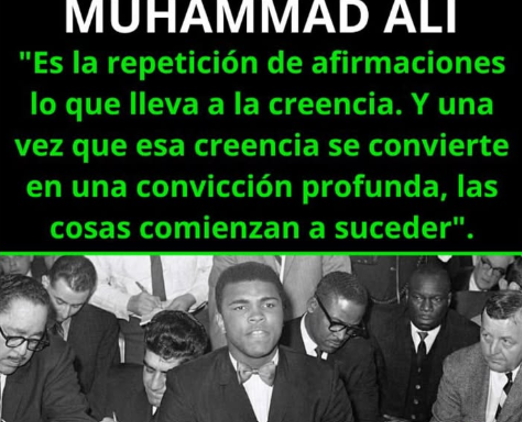 MUHAMMAD ALI
"Es la repetición de afirmaciones
lo que lleva a la creencia. Y una
vez que esa creencia se convierte
en una convicción profunda, las
cosas comienzan a suceder".